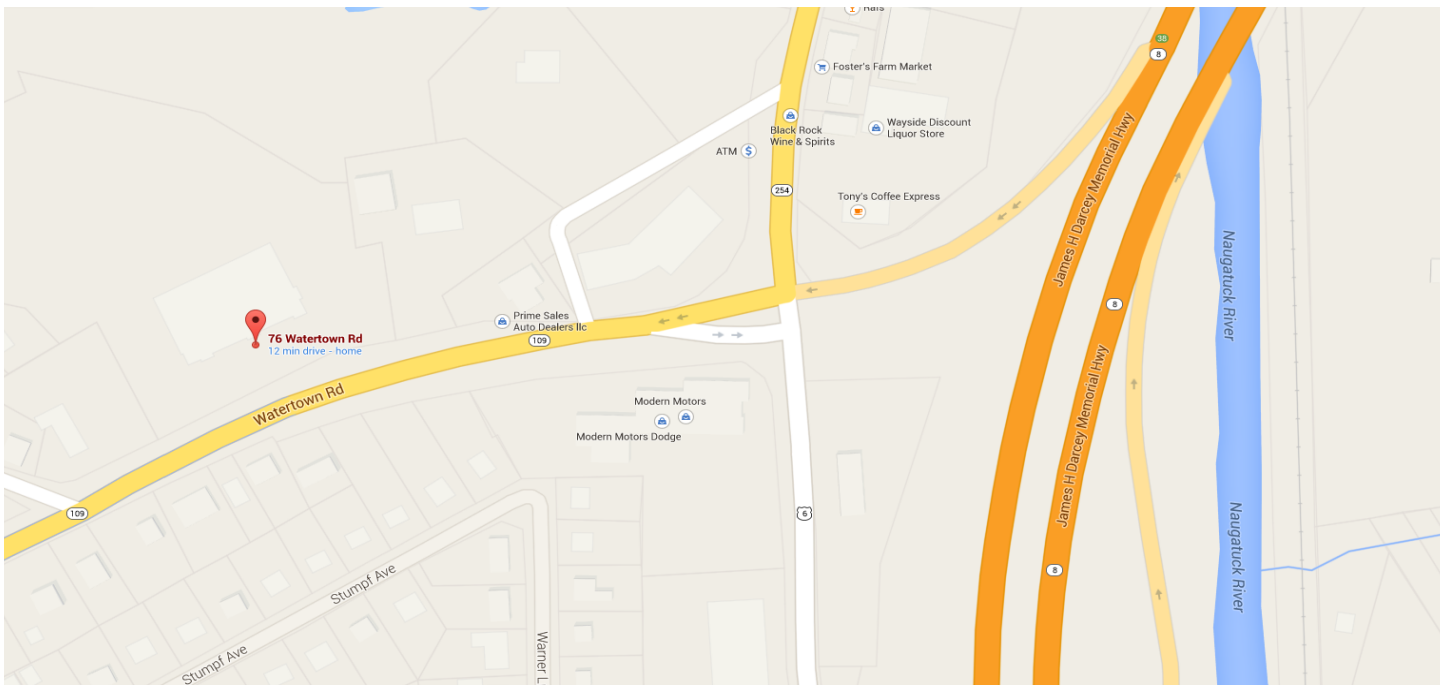 Hafs
38
8
Foster's Farm Market
Black Rock
Wine & Spirits
Wayside Discount
Liquor Store
ATM $
254
Tony's Coffee Express
James H Darcey Memorial Hwy
Naugatuck River
8
Prime Sales
Auto Dealers llc
76 Watertown Rd
12 min drive - home
109
Watertown Rd
James H Darcey Memorial Hwy
Modern Motors
Modern Motors Dodge
109
6
Naugatuck River
8
Stumpf Ave
Stumpf Ave
Warner L